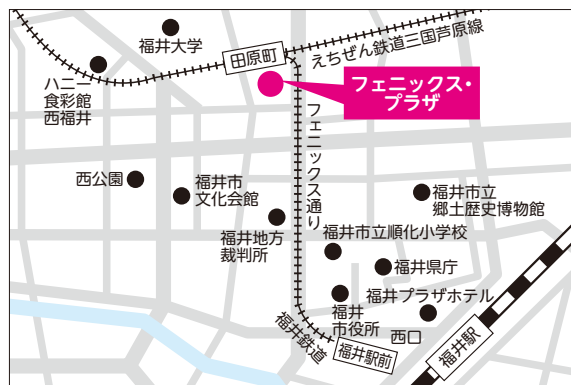 福井大学
田原町
えちぜん鉄道三国芦原線
ハニー
食彩館
西福井
フェニックス・
プラザ
フェニックス通り
西公園
福井市
文化会館
福井市立
郷土歴史博物館
福井地方
裁判所
福井市立順化小学校
福井県庁
福井プラザホテル
福井
市役所
西口
福井鉄道
福井駅前
福井駅